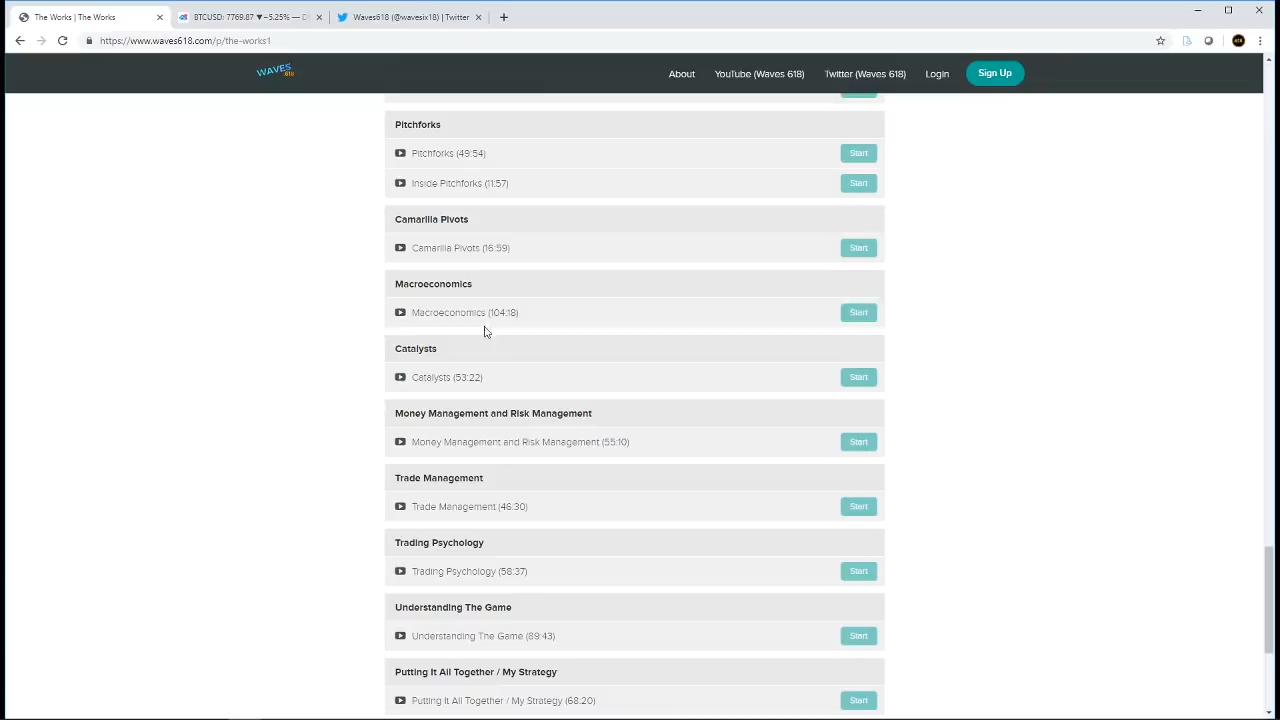 The Works | The Works
BTCUSD: 7769.87 ▼−5.25% —
Waves618 (@wavesix18) | Twitter
https://www.waves618.com/p/the-works1
WAVES .618
About
YouTube (Waves 618)
Twitter (Waves 618)
Login
Sign Up
Pitchforks
Pitchforks (49:54)
Start
Inside Pitchforks (11:57)
Start
Camarilla Pivots
Camarilla Pivots (16:59)
Start
Macroeconomics
Macroeconomics (104:18)
Start
Catalysts
Catalysts (53:22)
Start
Money Management and Risk Management
Money Management and Risk Management (55:10)
Start
Trade Management
Trade Management (46:30)
Start
Trading Psychology
Trading Psychology (58:37)
Start
Understanding The Game
Understanding The Game (89:43)
Start
Putting It All Together / My Strategy
Putting It All Together / My Strategy (68:20)
Start